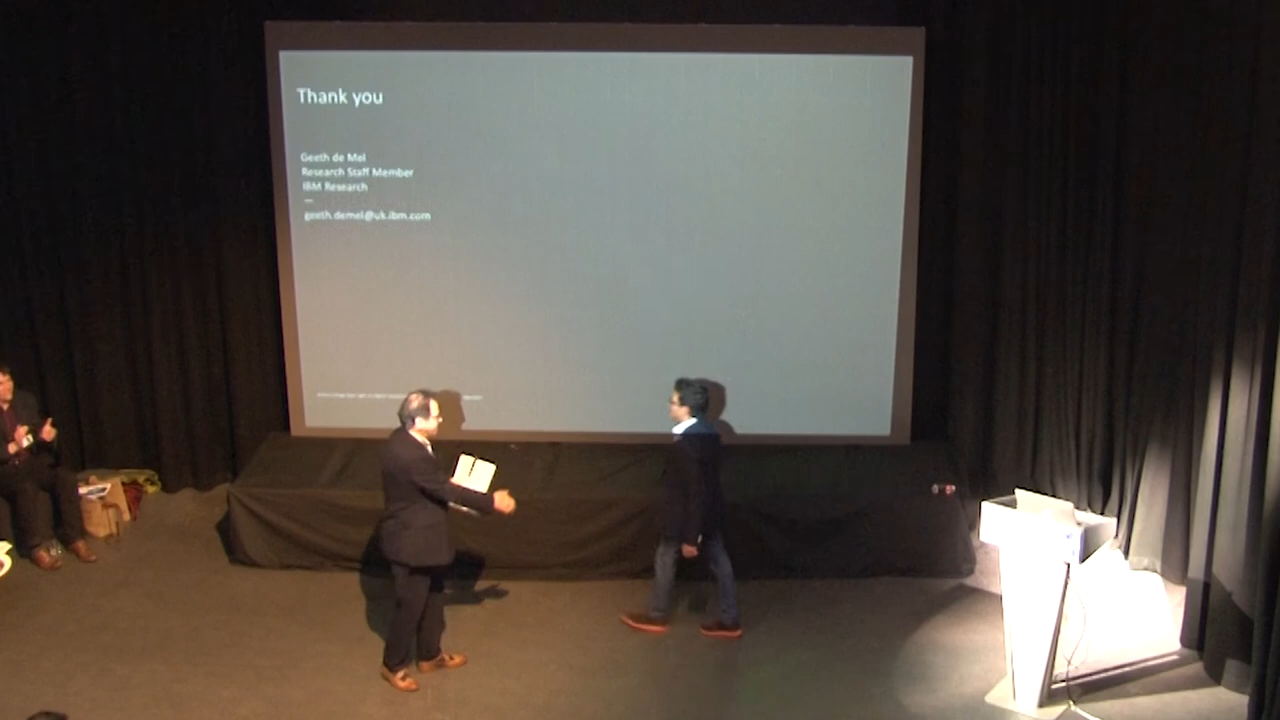 Thank you
Geeth de Mel
Research Staff Member
IBM Research
—
geeth.demel@uk.ibm.com